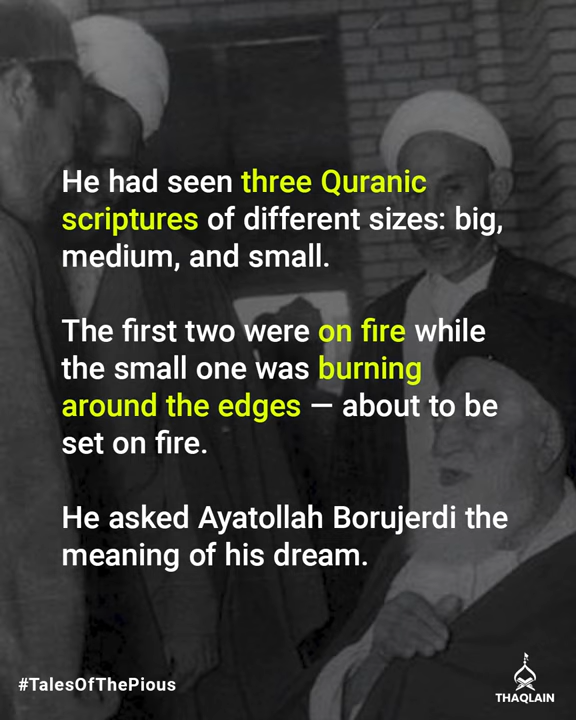 He had seen three Quranic
scriptures of different sizes: big,
medium, and small.
The first two were on fire while
the small one was burning
around the edges — about to be
set on fire.
He asked Ayatollah Borujerdi the
meaning of his dream.
#TalesOfThePious
THAQLAIN